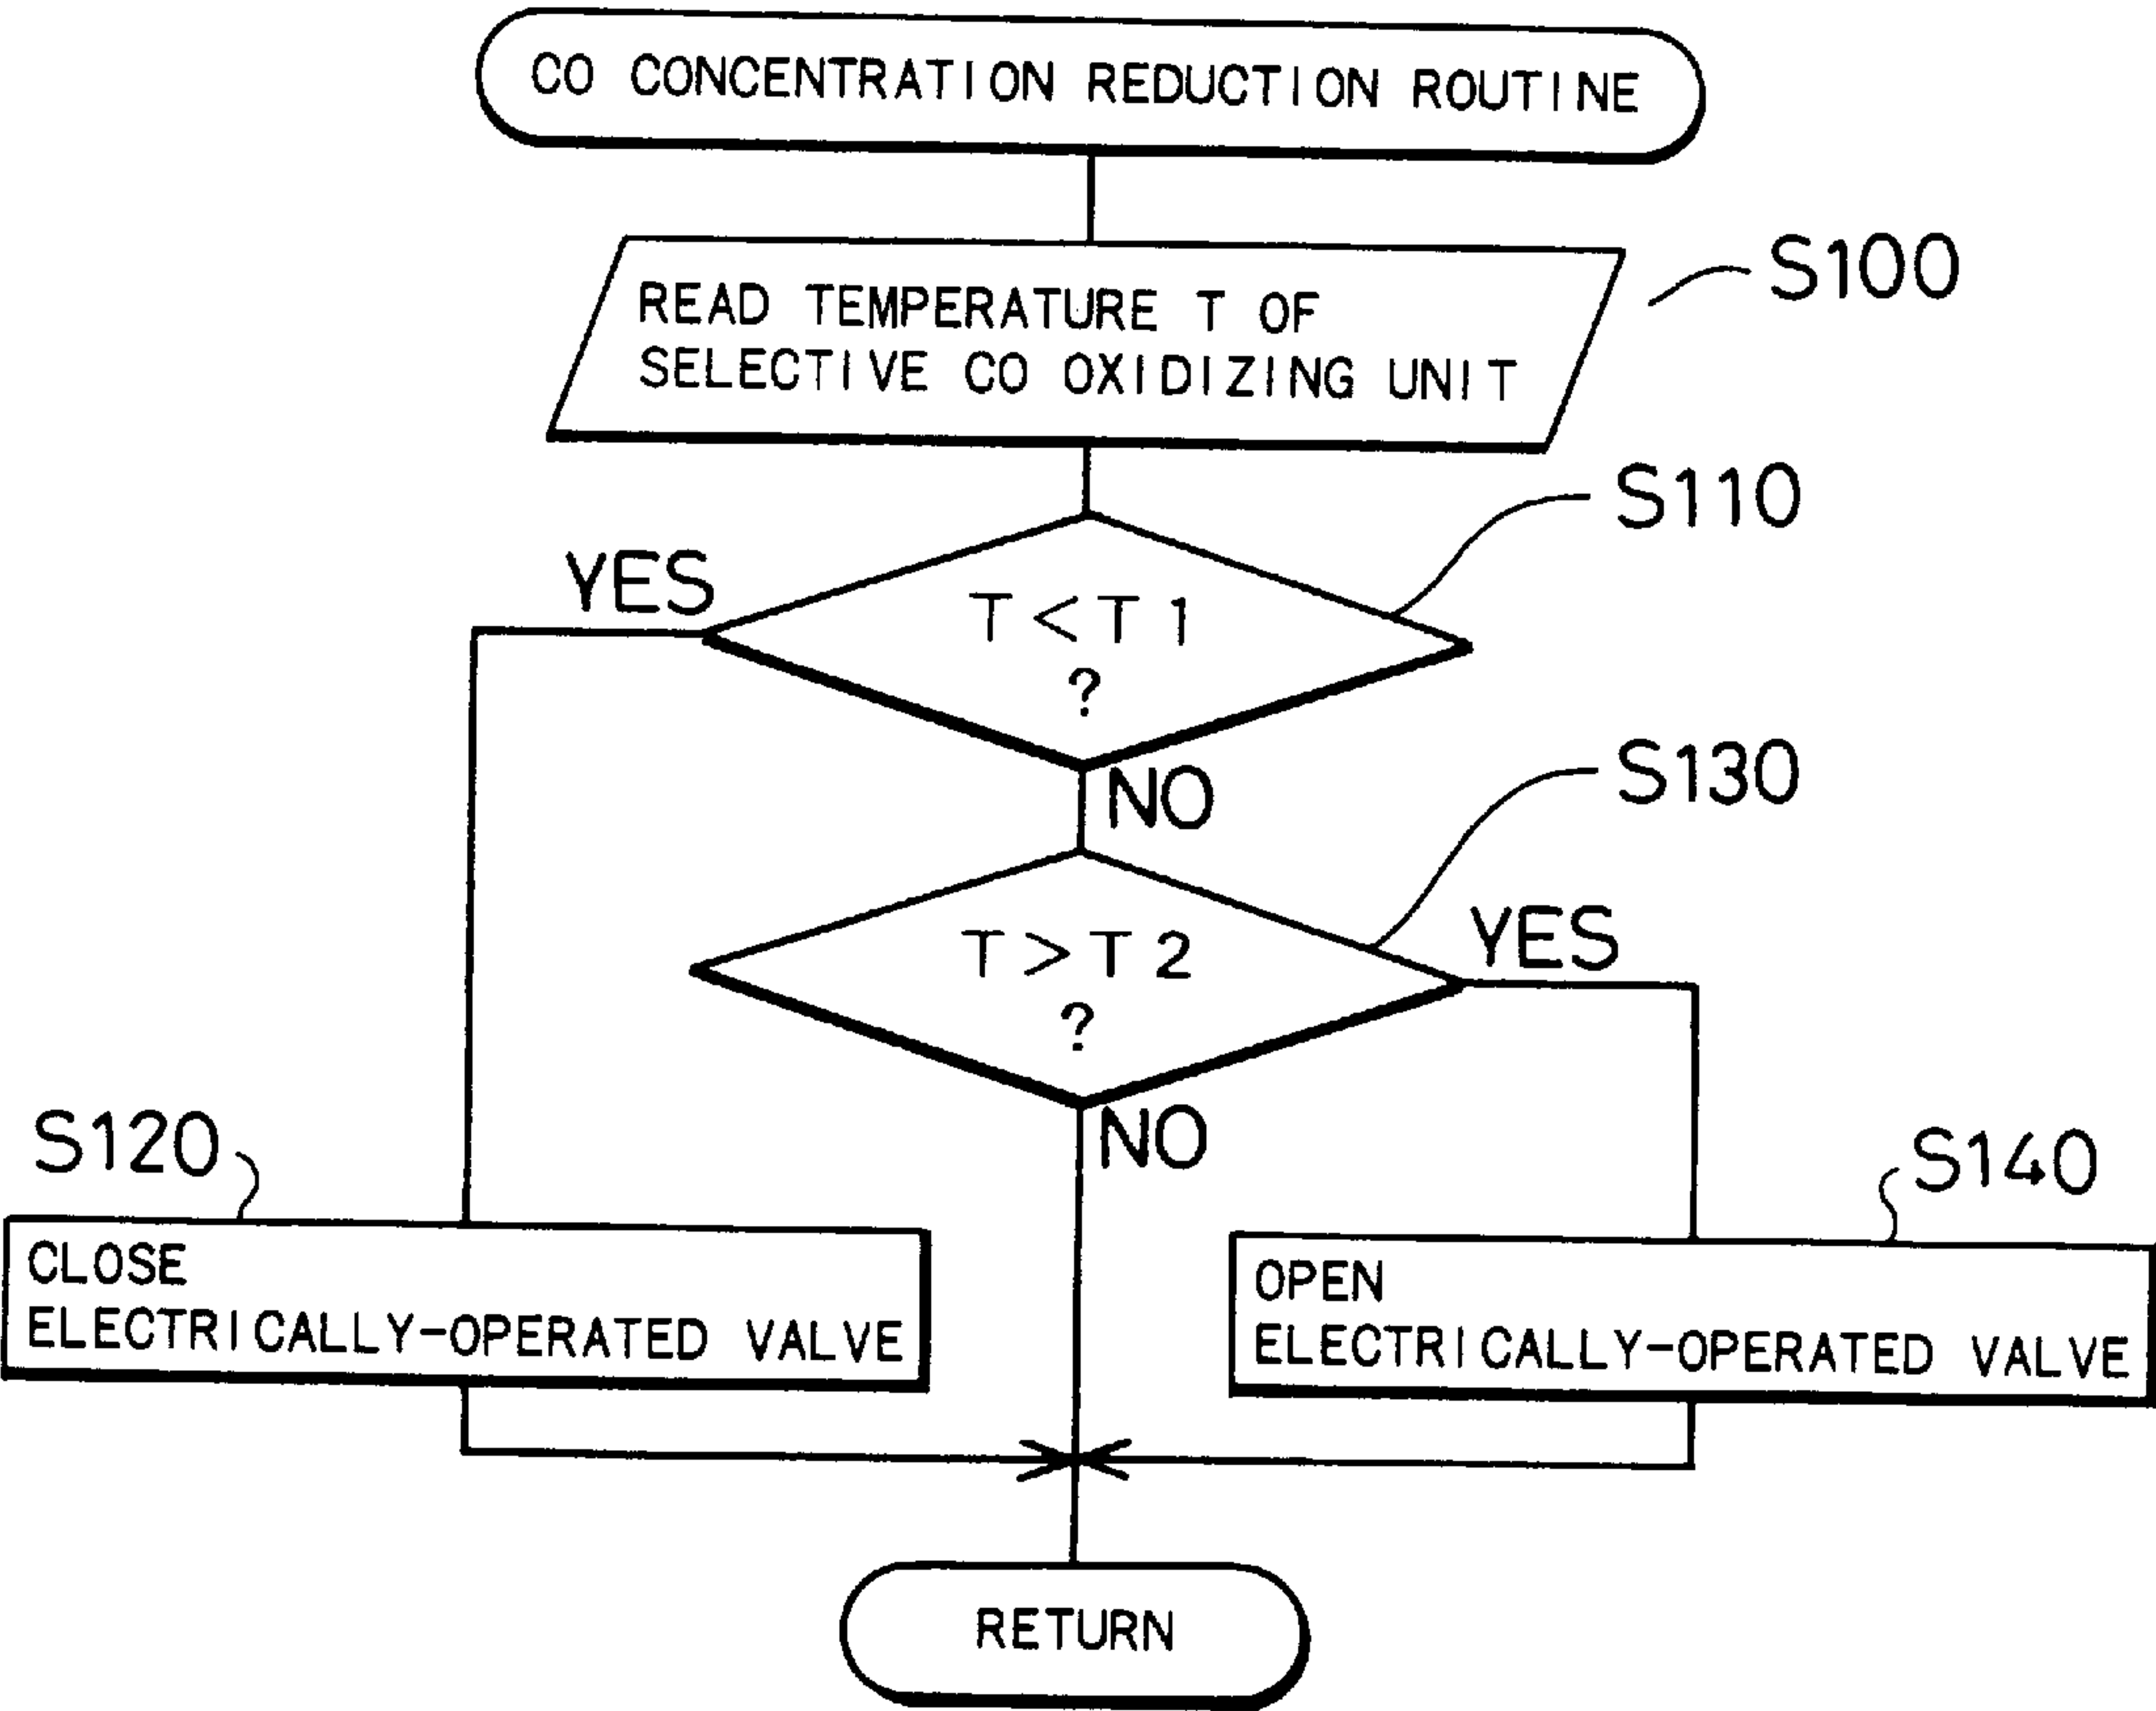 CO CONCENTRATION REDUCTION ROUTINE
READ TEMPERATURE T OF
SELECTIVE CO OXIDIZING UNIT
S100
S110
YES
T<T1
?
NO
S130
T>T2
?
YES
NO
S120
CLOSE
ELECTRICALLY-OPERATED VALVE
S140
OPEN
ELECTRICALLY-OPERATED VALVE
RETURN